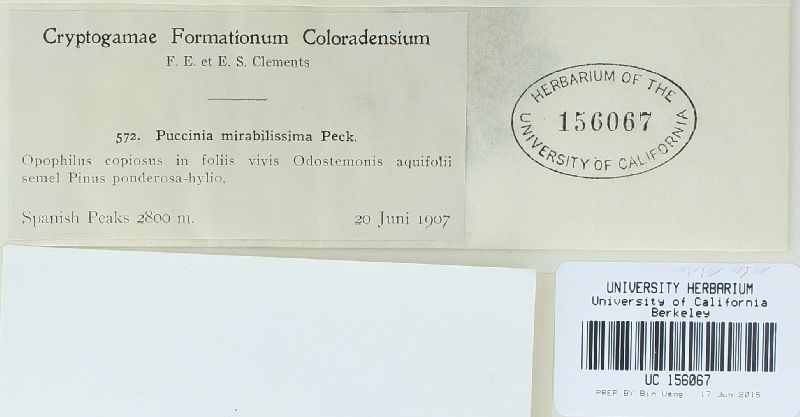 Cryptogamae Formationum Coloradensium
F. E. et E. S. Clements
572. Puccinia mirabilissima Peck.
Opophilus copiosus in foliis vivis Odostemonis aquifolii
semel Pinus ponderosa-hylio.
Spanish Peaks 2800 m. 20 Juni 1907
HERBARIUM OF THE
156067
UNIVERSITY OF CALIFORNIA
UNIVERSITY HERBARIUM
University of California
Berkeley
UC 156067
PREP BY Bin Wang , 17 Jun 2015